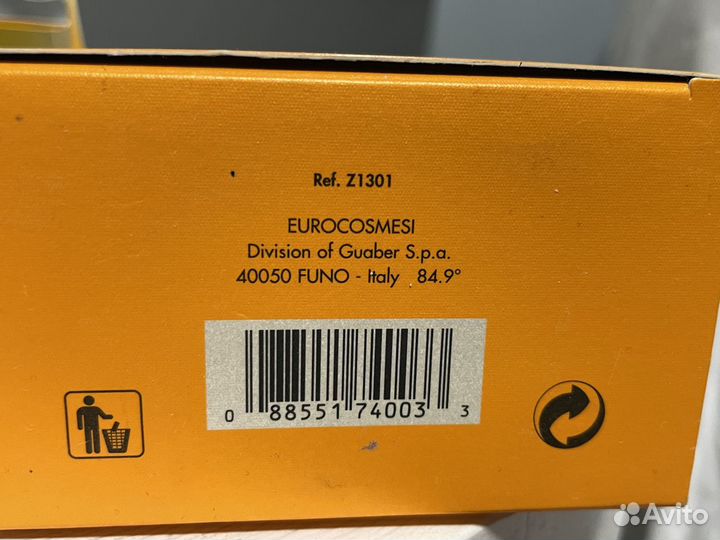 Ref. Z1301
EUROCOSMESI
Division of Guaber S.p.a.
40050 FUNO - Italy 84.9°
0 88551 74003 3
Avito